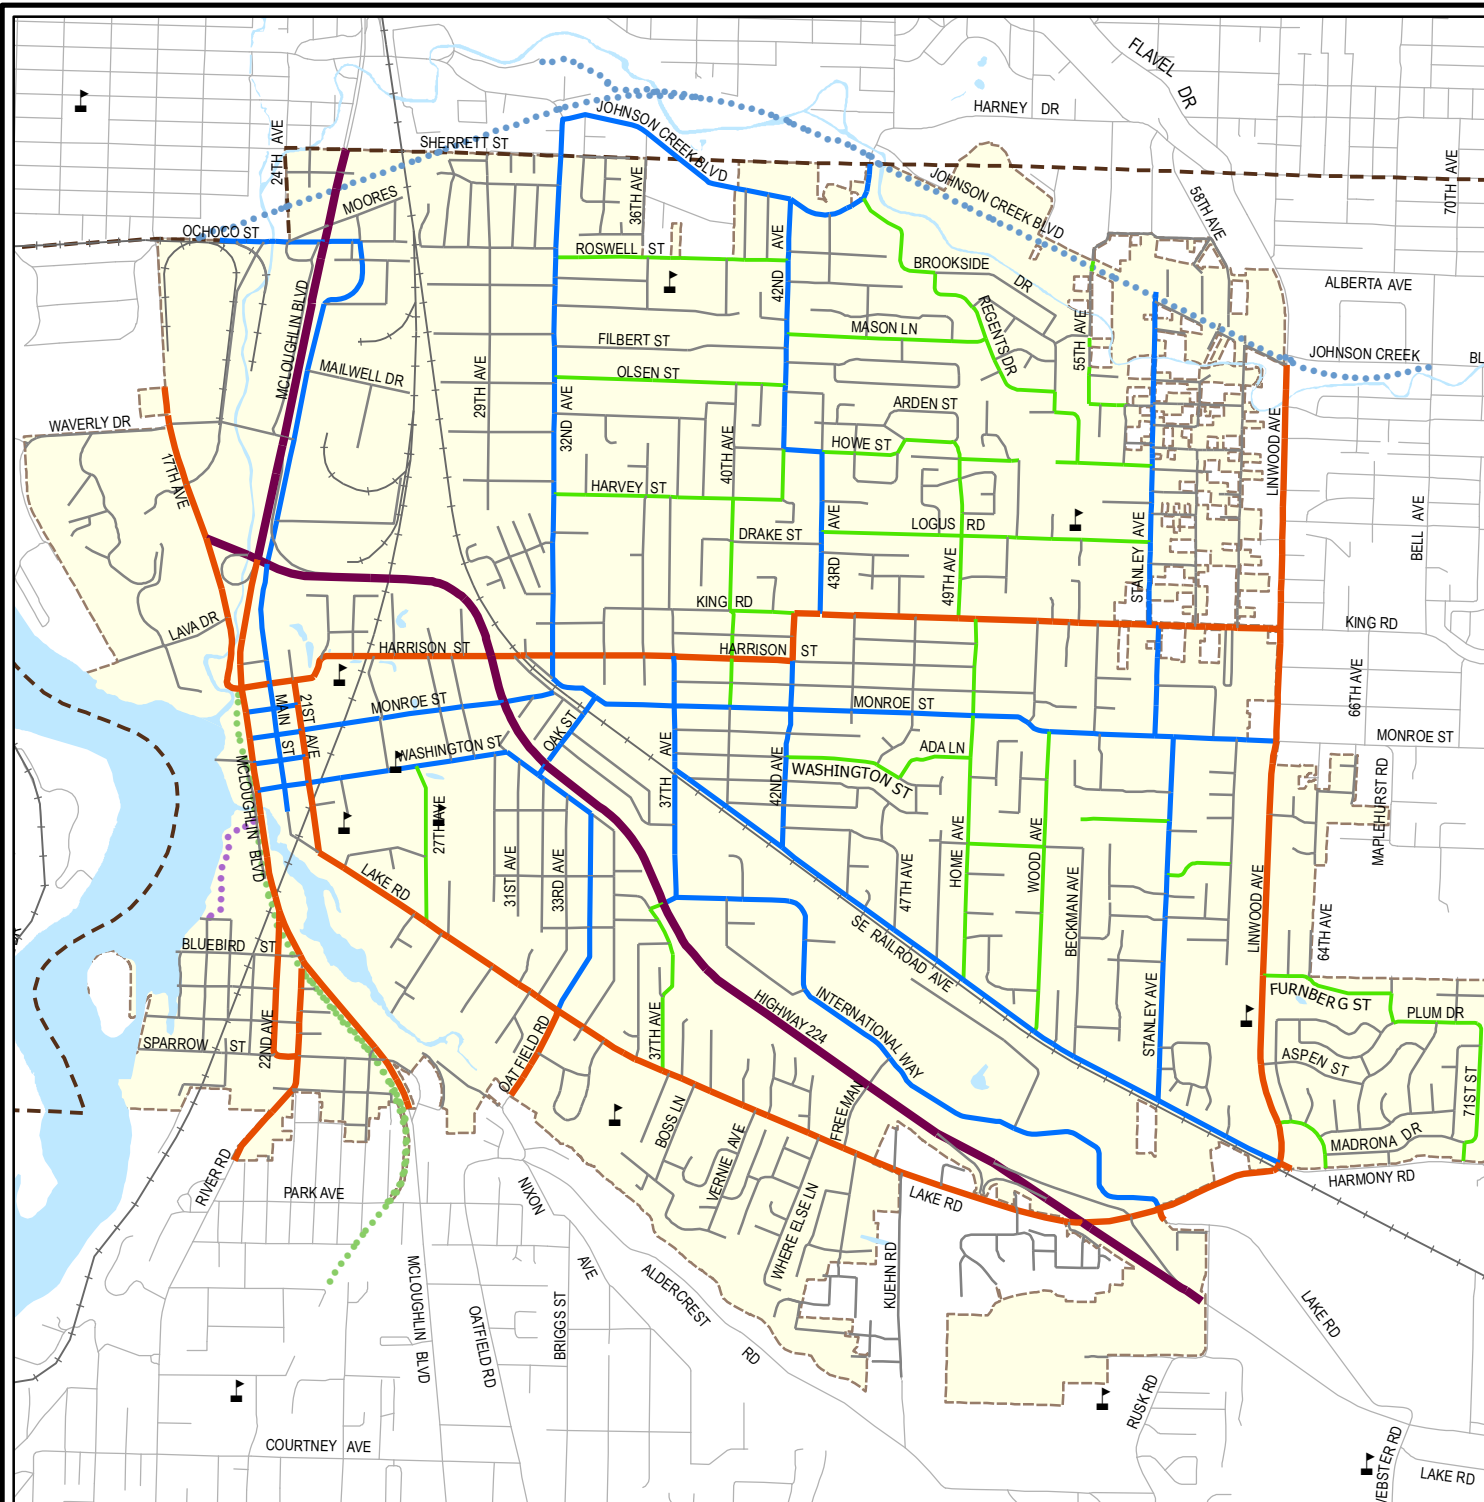 FLAVEL
DR
HARNEY DR
24TH AVE
SHERRETT ST
JOHNSON CREEK BLVD
36TH AVE
MOORES
JOHNSON CREEK BLVD
58TH AVE
70TH AVE
OCHOCO ST
ROSWELL ST
42ND AVE
BROOKSIDE DR
ALBERTA AVE
MCLOUGHLIN BLVD
FILBERT ST
MASON LN
REGENTS DR
55TH AVE
JOHNSON CREEK BL
MAILWELL DR
29TH AVE
OLSEN ST
32ND AVE
ARDEN ST
WAVERLY DR
17TH AVE
40TH AVE
HOWE ST
LINWOOD AVE
HARVEY ST
DRAKE ST
43RD AVE
LOGUS RD
49TH AVE
STANLEY AVE
BELL AVE
KING RD
KING RD
LAVA DR
HARRISON ST
HARRISON ST
66TH AVE
MONROE ST
MAIN ST
21ST AVE
MONROE ST
MONROE ST
WASHINGTON ST
OAK ST
37TH AVE
42ND AVE
ADA LN
WASHINGTON ST
MAPLEHURST RD
MCLOUGHLIN BLVD
27TH AVE
LAKE RD
31ST AVE
33RD AVE
47TH AVE
HOME AVE
WOOD AVE
BECKMAN AVE
LINWOOD AVE
64TH AVE
BLUEBIRD ST
SE RAILROAD AVE
22ND AVE
SPARROW ST
OATFIELD RD
37TH AVE
HIGHWAY 224
INTERNATIONAL WAY
STANLEY AVE
FURNBERG ST
PLUM DR
ASPEN ST
71ST ST
BOSS LN
VERNIE AVE
FREEMAN
MADRONA DR
HARMONY RD
RIVER RD
PARK AVE
NIXON AVE
WHERE ELSE LN
LAKE RD
KUEHN RD
MCLOUGHLIN BLVD
OATFIELD RD
BRIGGS ST
ALDERCREST RD
LAKE RD
RUSK RD
COURTNEY AVE
WEBSTER RD
LAKE RD